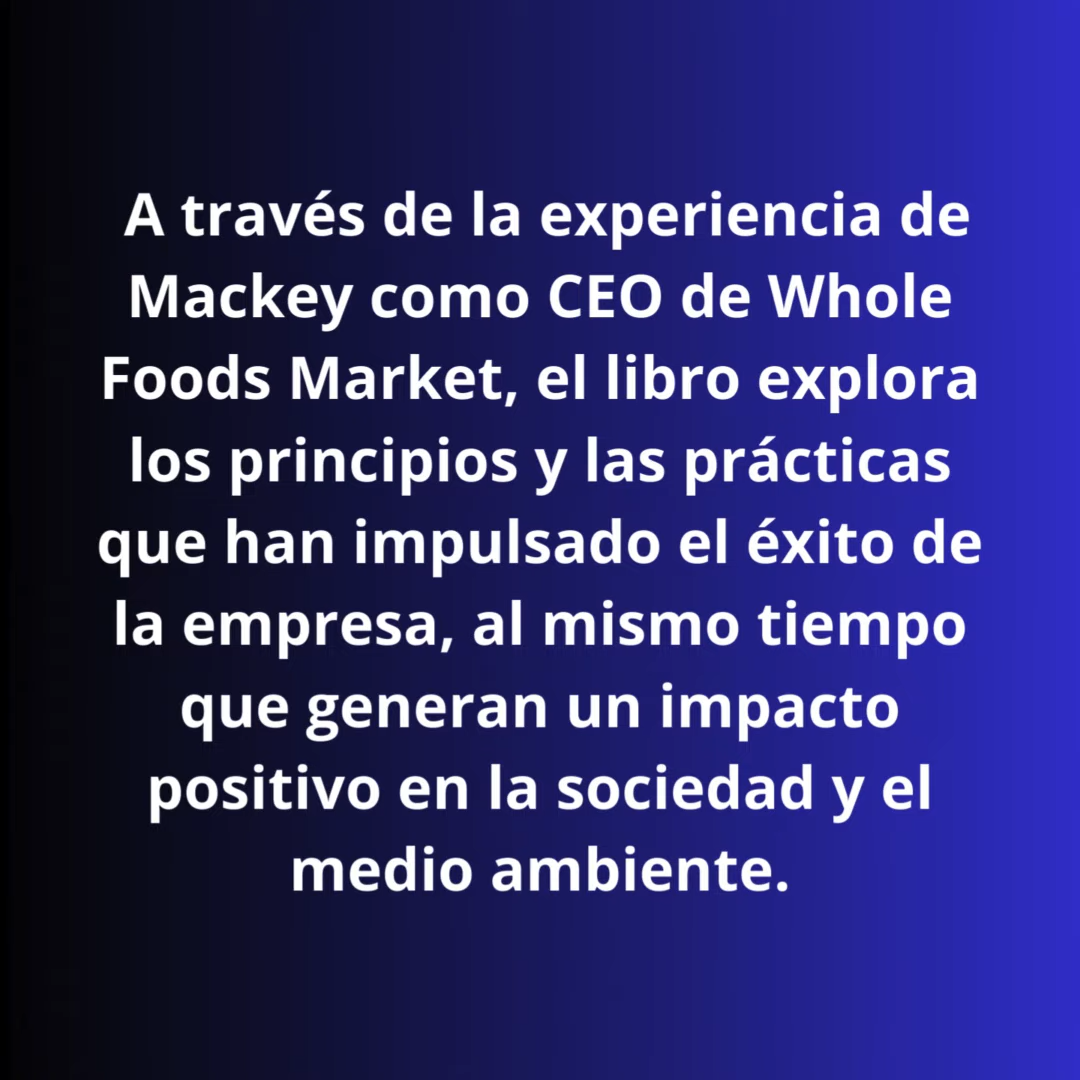 A través de la experiencia de
Mackey como CEO de Whole
Foods Market, el libro explora
los principios y las prácticas
que han impulsado el éxito de
la empresa, al mismo tiempo
que generan un impacto
positivo en la sociedad y el
medio ambiente.